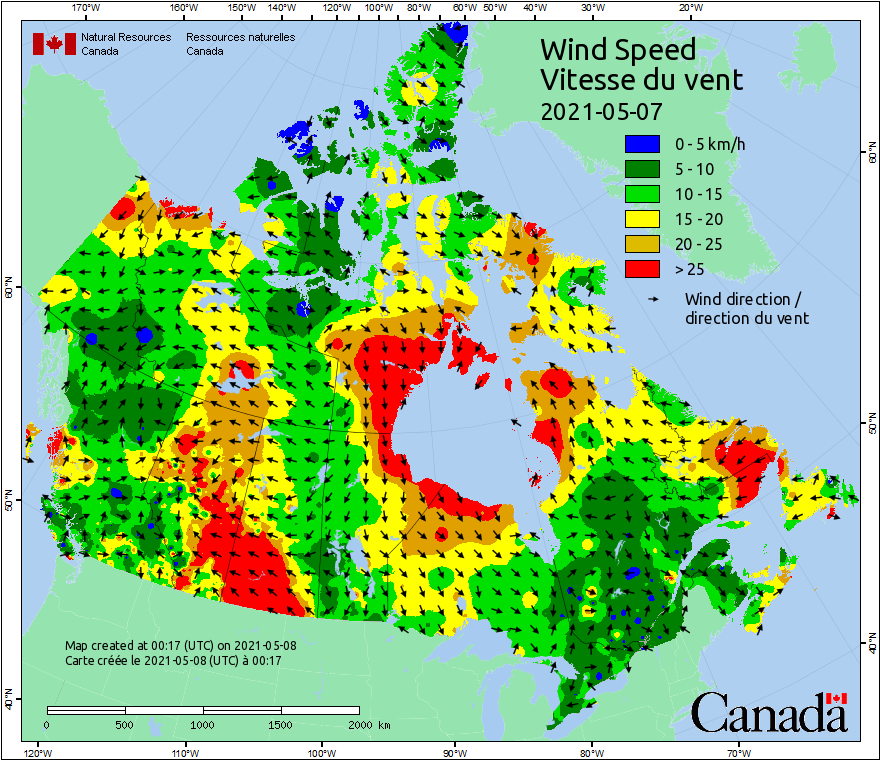 170°W 160°W 150°W 140°W 130°W 120°W 110°W 100°W 90°W 80°W 70°W 60°W 50°W 40°W 30°W 20°W
Natural Resources Ressources naturelles
Canada Canada
Wind Speed
Vitesse du vent
2021-05-07
0 - 5 km/h
5 - 10
10 - 15
15 - 20
20 - 25
> 25
Wind direction /
direction du vent
60°N
60°N
50°N
50°N
40°N
40°N
Map created at 00:17 (UTC) on 2021-05-08
Carte créée le 2021-05-08 (UTC) à 00:17
0 500 1000 1500 2000 km
Canada
120°W 110°W 100°W 90°W 80°W 70°W